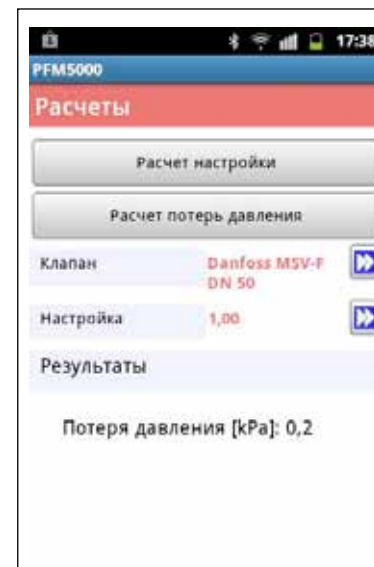 17:38
PFM5000
Расчеты
Расчет настройки
Расчет потерь давления
Клапан Danfoss MSV-F
DN 50
Настройка 1,00
Результаты
Потеря давления [kPa]: 0,2